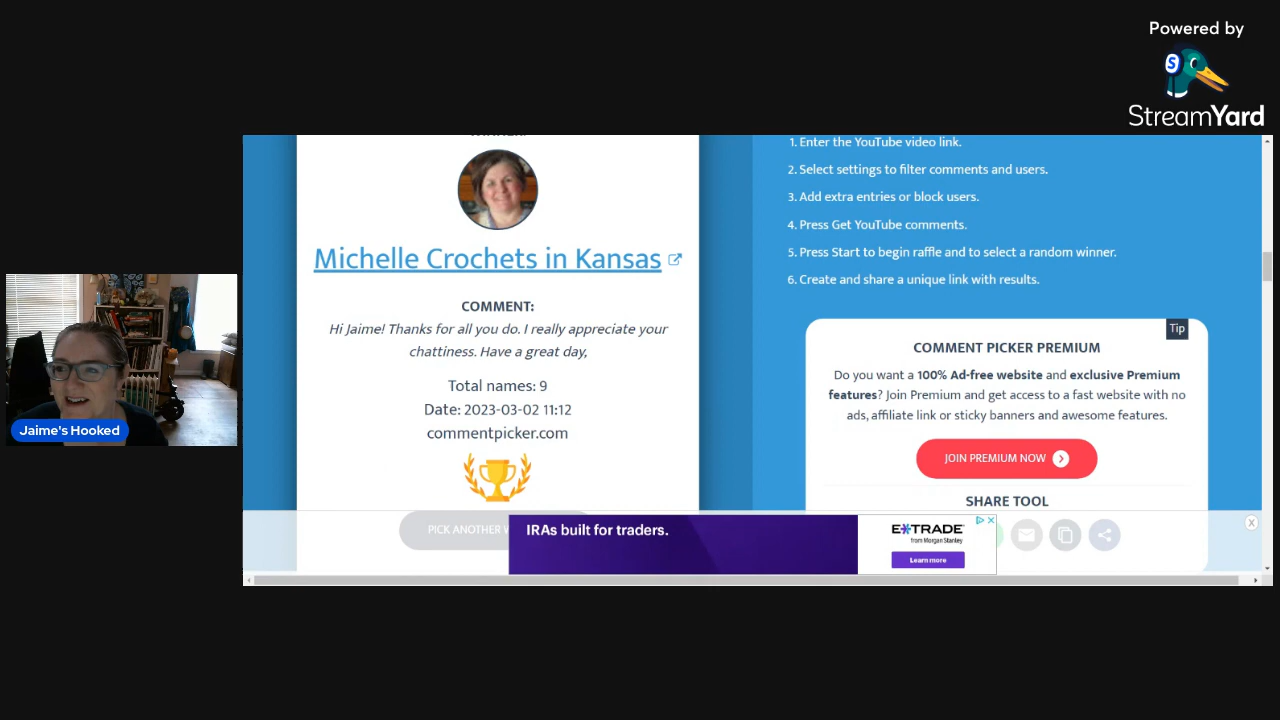 Powered by
S
StreamYard
WINNER:
Michelle Crochets in Kansas
COMMENT:
Hi Jaime! Thanks for all you do. I really appreciate your
chattiness. Have a great day,
Total names: 9
Date: 2023-03-02 11:12
commentpicker.com
PICK ANOTHER W
1. Enter the YouTube video link.
2. Select settings to filter comments and users.
3. Add extra entries or block users.
4. Press Get YouTube comments.
5. Press Start to begin raffle and to select a random winner.
6. Create and share a unique link with results.
Tip
COMMENT PICKER PREMIUM
Do you want a 100% Ad-free website and exclusive Premium
features? Join Premium and get access to a fast website with no
ads, affiliate link or sticky banners and awesome features.
JOIN PREMIUM NOW
SHARE TOOL
IRAs built for traders.
E*TRADE
from Morgan Stanley
Learn more
X
Jaime's Hooked